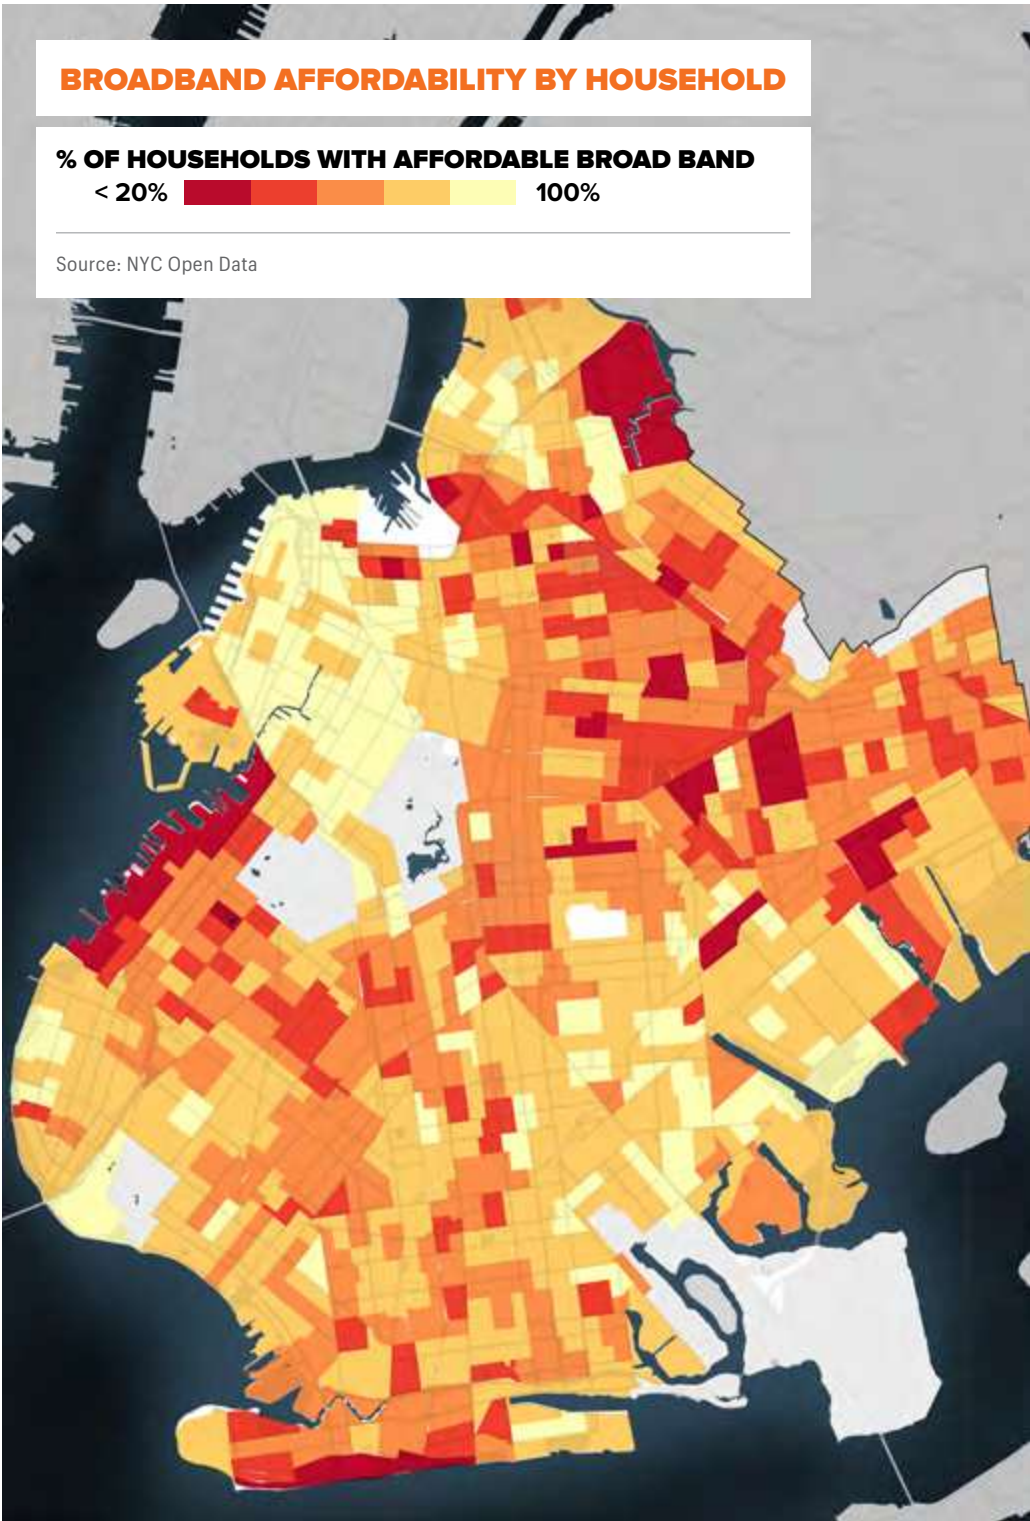 BROADBAND AFFORDABILITY BY HOUSEHOLD
% OF HOUSEHOLDS WITH AFFORDABLE BROAD BAND
< 20% 100%
Source: NYC Open Data